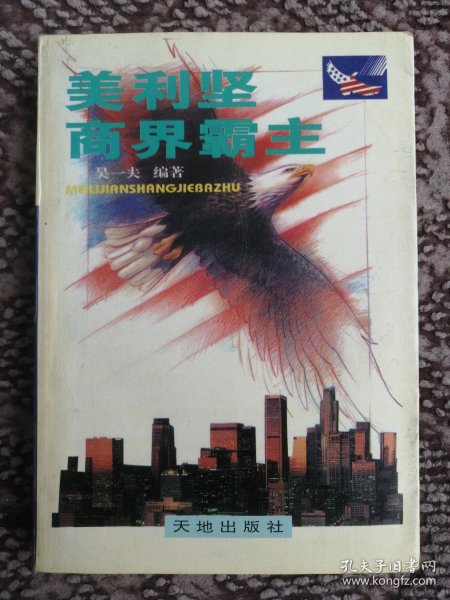 美利坚
商界霸主
吴一夫 编著
MEILIJIANSHANGJIEBAZHU
天地出版社
孔夫子旧书网
www.kongfz.com